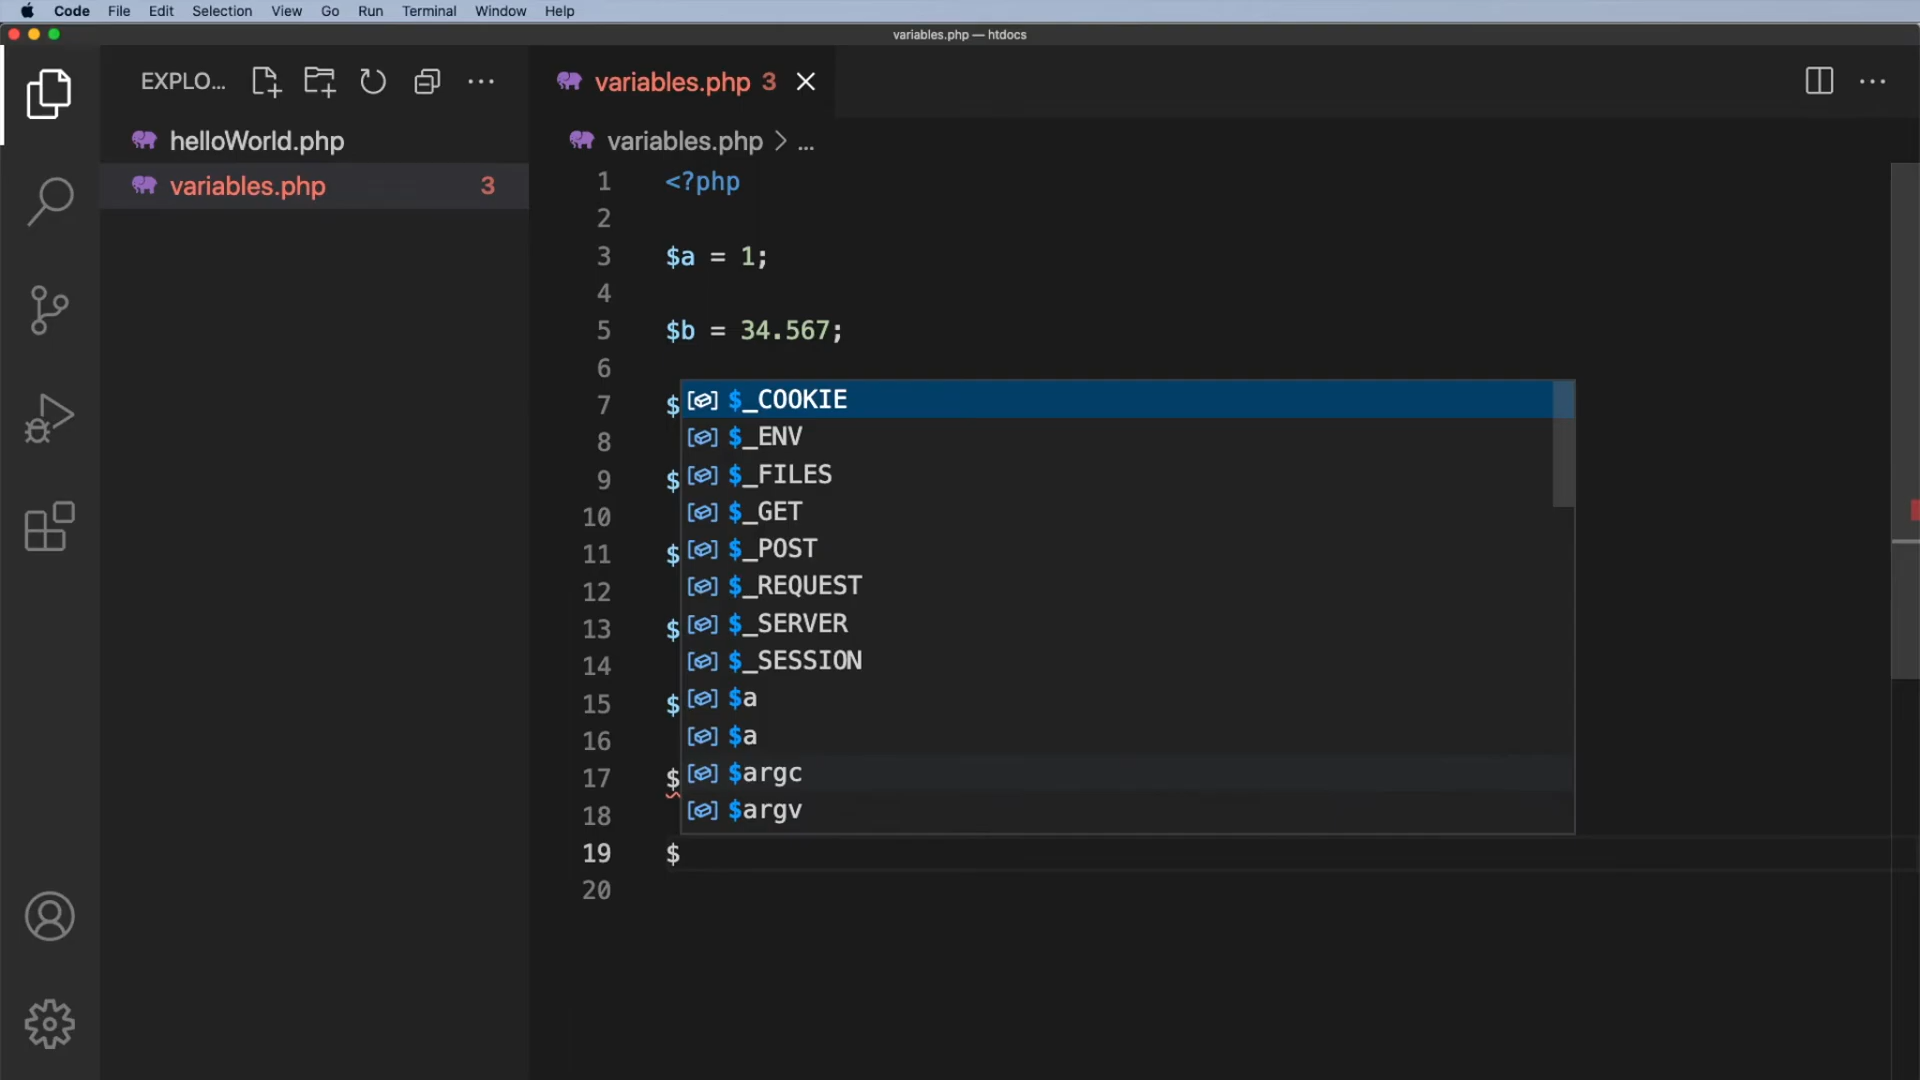 Code File Edit Selection View Go Run Terminal Window Help
variables.php — htdocs
EXPLO...
variables.php 3
helloWorld.php
variables.php 3
variables.php > ...
1 <?php
2
3 $a = 1;
4
5 $b = 34.567;
6
7 $
8
9 $
10
11 $
12
13 $
14
15 $
16
17 $
18
19 $
20
$_COOKIE
$_ENV
$_FILES
$_GET
$_POST
$_REQUEST
$_SERVER
$_SESSION
$a
$a
$argc
$argv